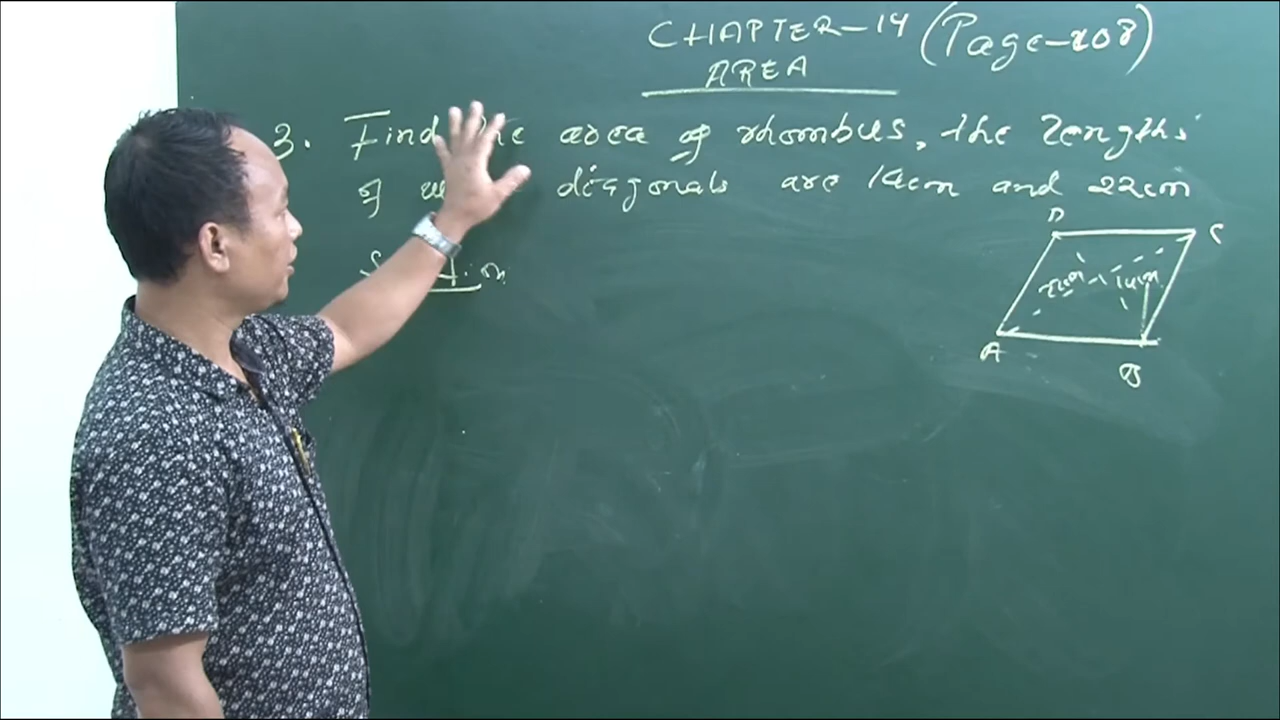 CHAPTER-14 (Page-208)
AREA
3. Find the area of rhombus, the lengths
of diagonals are 14cm and 22cm
D
C
14cm
A
B